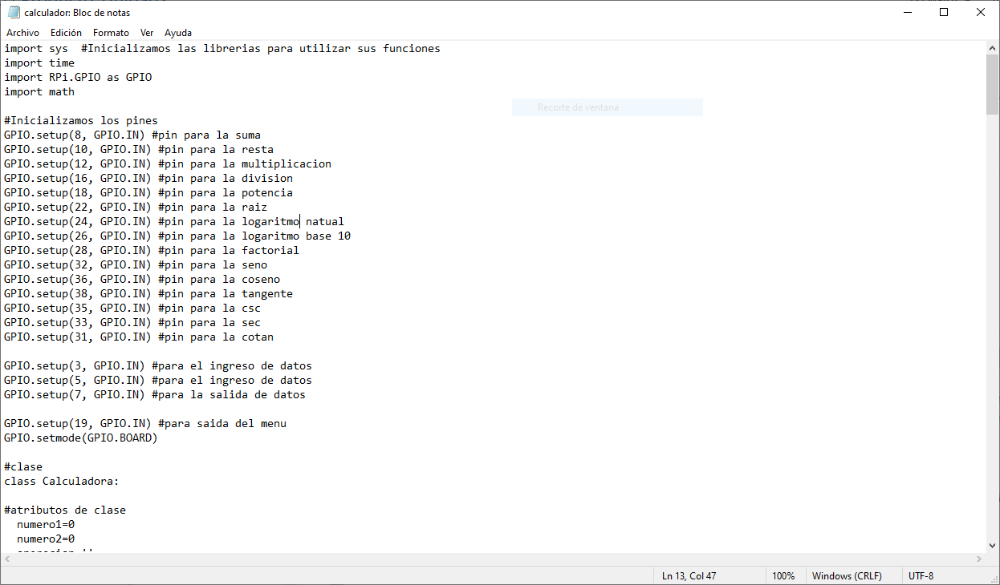 calculador: Bloc de notas
Archivo Edición Formato Ver Ayuda
import sys  #Inicializamos las librerias para utilizar sus funciones
import time
import RPi.GPIO as GPIO
import math
Recorte de ventana
#Inicializamos los pines
GPIO.setup(8, GPIO.IN) #pin para la suma
GPIO.setup(10, GPIO.IN) #pin para la resta
GPIO.setup(12, GPIO.IN) #pin para la multiplicacion
GPIO.setup(16, GPIO.IN) #pin para la division
GPIO.setup(18, GPIO.IN) #pin para la potencia
GPIO.setup(22, GPIO.IN) #pin para la raiz
GPIO.setup(24, GPIO.IN) #pin para la logaritmo natual
GPIO.setup(26, GPIO.IN) #pin para la logaritmo base 10
GPIO.setup(28, GPIO.IN) #pin para la factorial
GPIO.setup(32, GPIO.IN) #pin para la seno
GPIO.setup(36, GPIO.IN) #pin para la coseno
GPIO.setup(38, GPIO.IN) #pin para la tangente
GPIO.setup(35, GPIO.IN) #pin para la csc
GPIO.setup(33, GPIO.IN) #pin para la sec
GPIO.setup(31, GPIO.IN) #pin para la cotan
GPIO.setup(3, GPIO.IN) #para el ingreso de datos
GPIO.setup(5, GPIO.IN) #para el ingreso de datos
GPIO.setup(7, GPIO.IN) #para la salida de datos
GPIO.setup(19, GPIO.IN) #para saida del menu
GPIO.setmode(GPIO.BOARD)
#clase
class Calculadora:
#atributos de clase
  numero1=0
  numero2=0
Ln 13, Col 47 100% Windows (CRLF) UTF-8